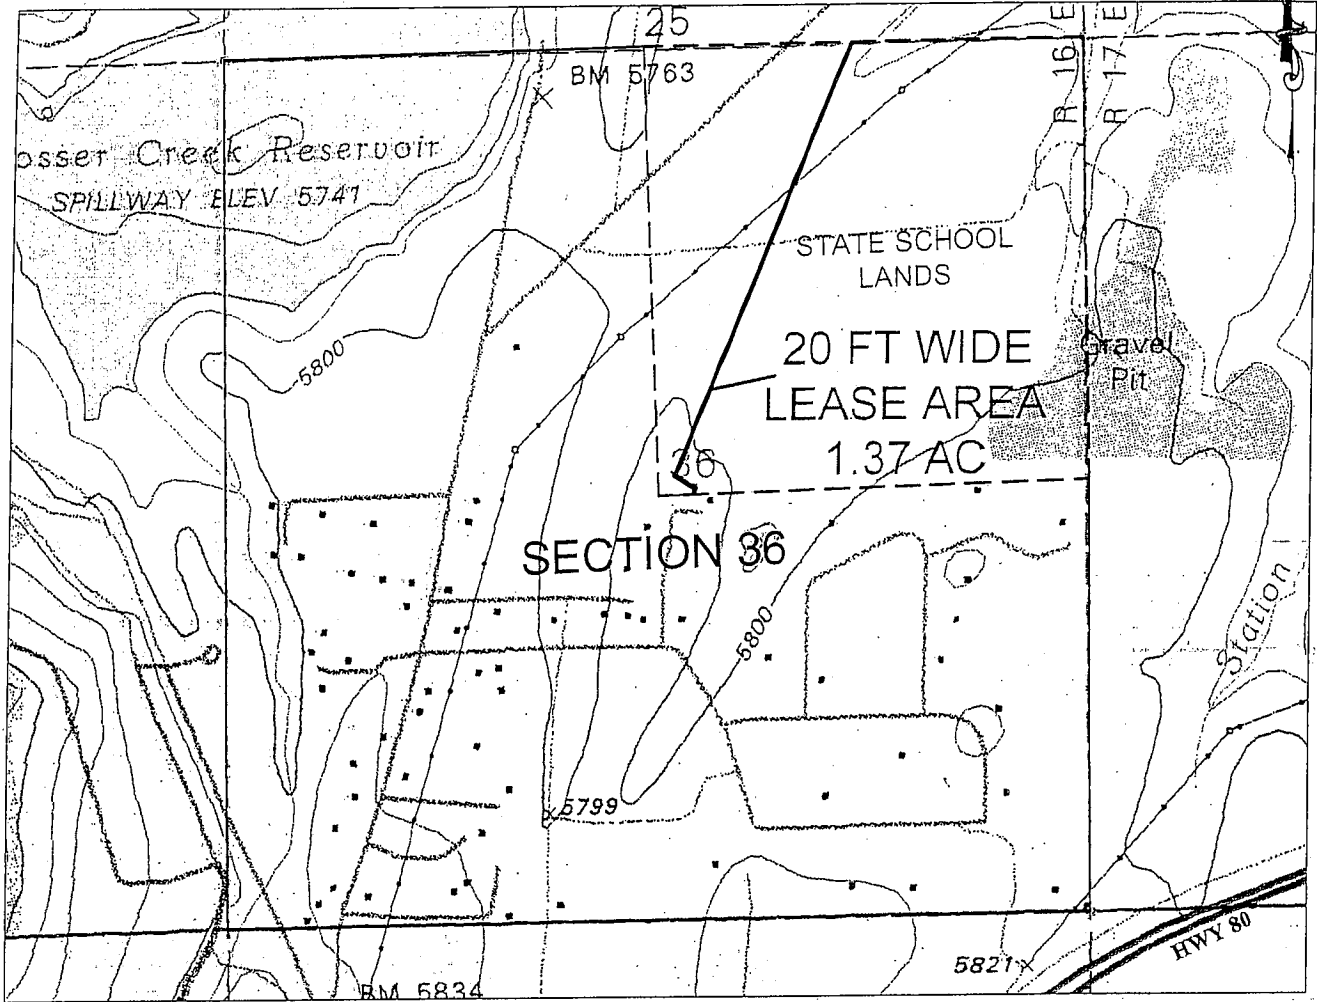 25
BM 5763
R 16 E
R 17 E
osser Creek Reservoir
SPILLWAY ELEV 5741
STATE SCHOOL
LANDS
5800
20 FT WIDE
LEASE AREA
1.37 AC
Gravel
Pit
36
SECTION 36
5800
Station
5799
HWY 80
5821
BM 5834